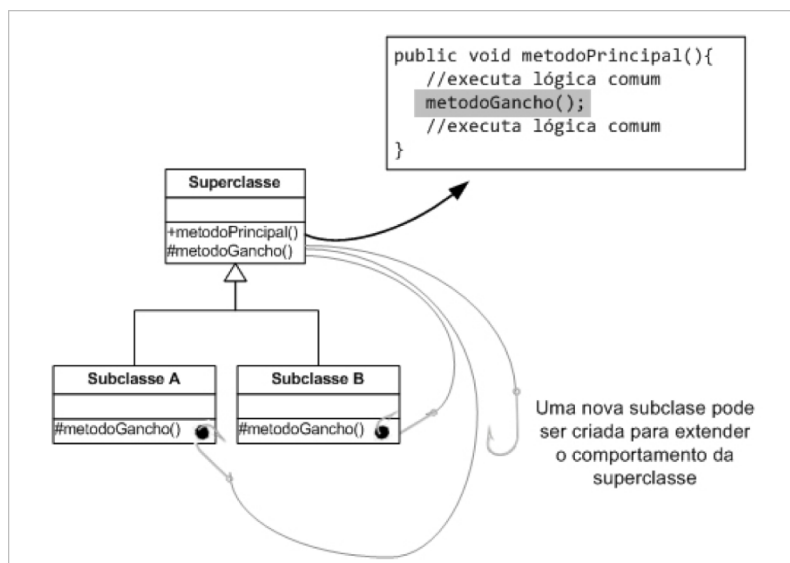 public void metodoPrincipal(){
//executa lógica comum
metodoGancho();
//executa lógica comum
}
Superclasse
+metodoPrincipal()
#metodoGancho()
Subclasse A
#metodoGancho()
Subclasse B
#metodoGancho()
Uma nova subclase pode
ser criada para extender
o comportamento da
superclasse